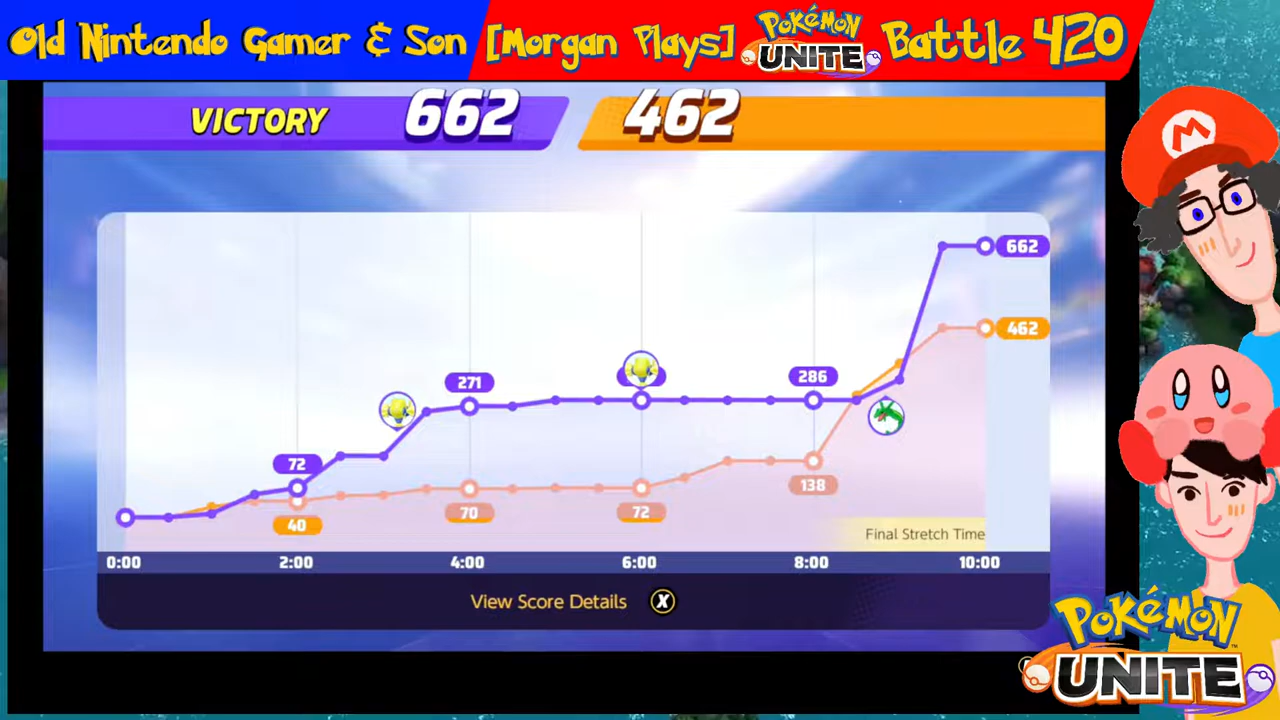 Old Nintendo Gamer & Son [Morgan Plays] POKÉMON UNITE Battle 420
VICTORY 662 462
662
462
271
286
72
138
40
70
72
Final Stretch Time
0:00 2:00 4:00 6:00 8:00 10:00
View Score Details X
M
POKÉMON
UNITE